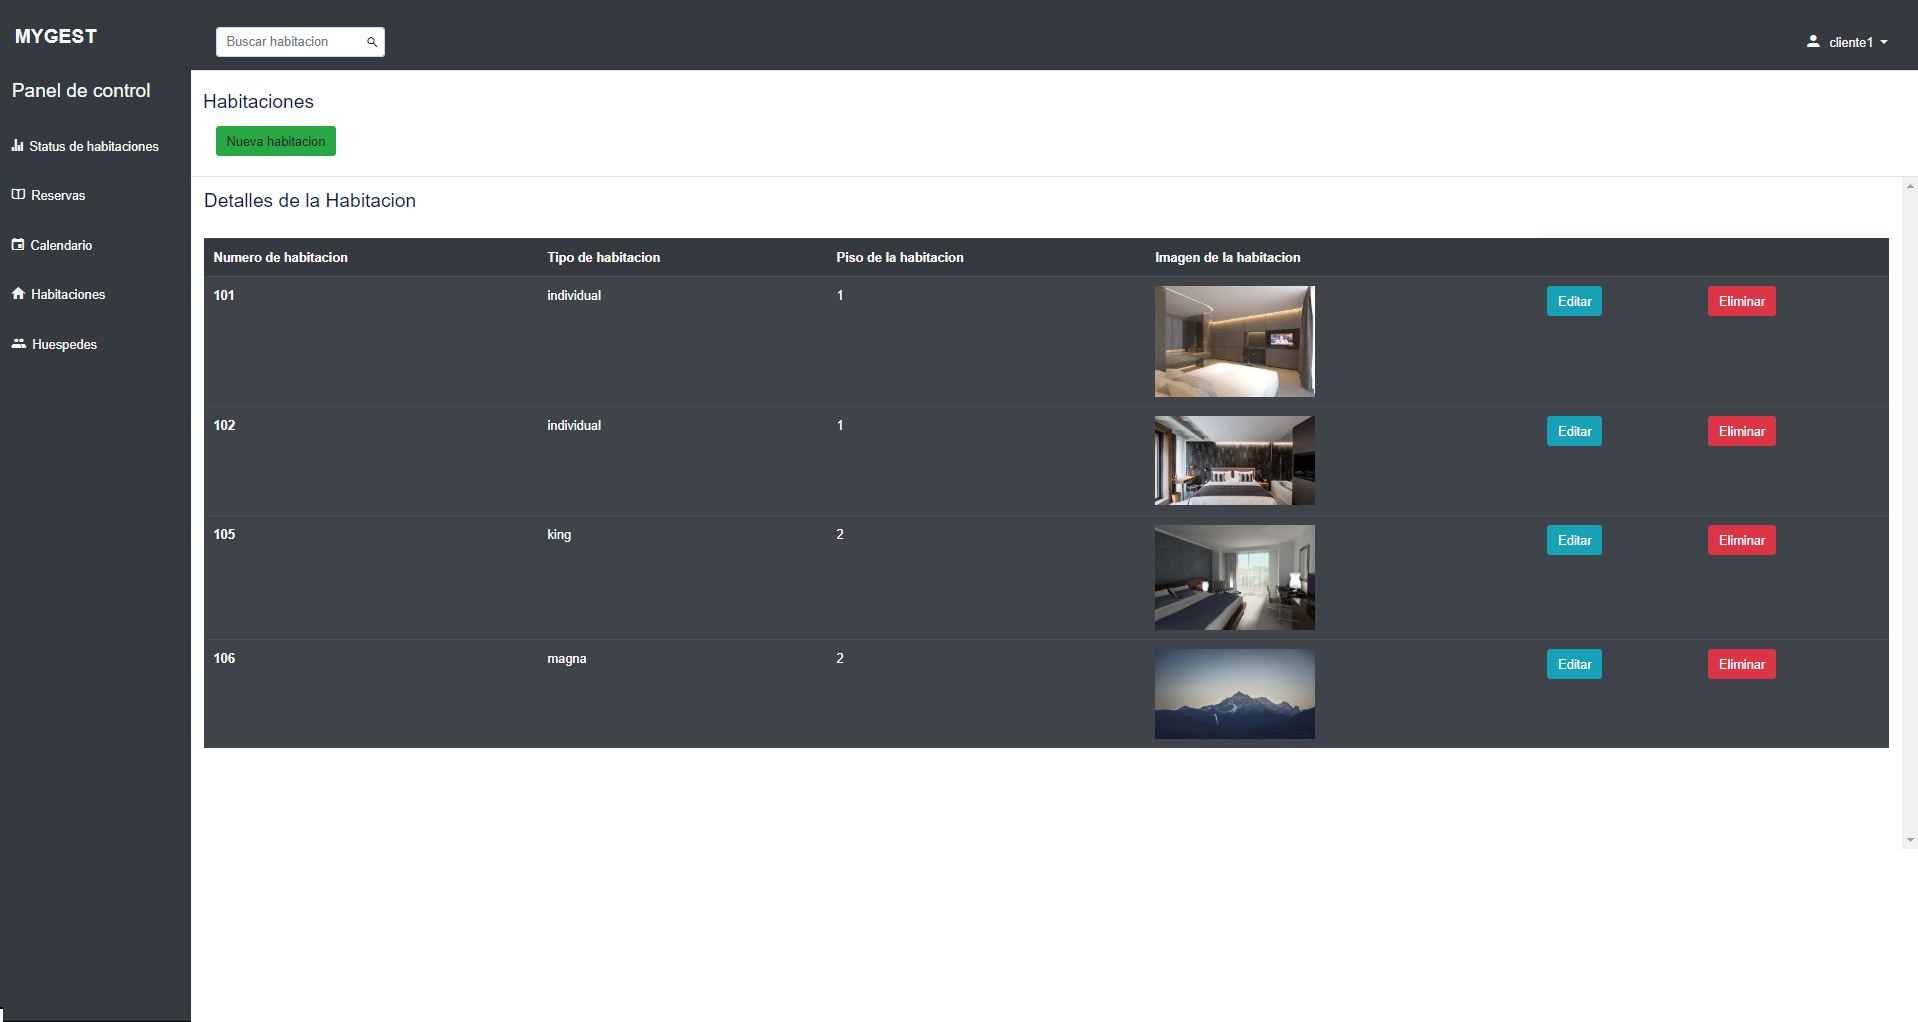 MYGEST
Buscar habitacion
cliente1
Panel de control
Status de habitaciones
Reservas
Calendario
Habitaciones
Huespedes
Habitaciones
Nueva habitacion
Detalles de la Habitacion
Numero de habitacion Tipo de habitacion Piso de la habitacion Imagen de la habitacion
101 individual 1 Editar Eliminar
102 individual 1 Editar Eliminar
105 king 2 Editar Eliminar
106 magna 2 Editar Eliminar